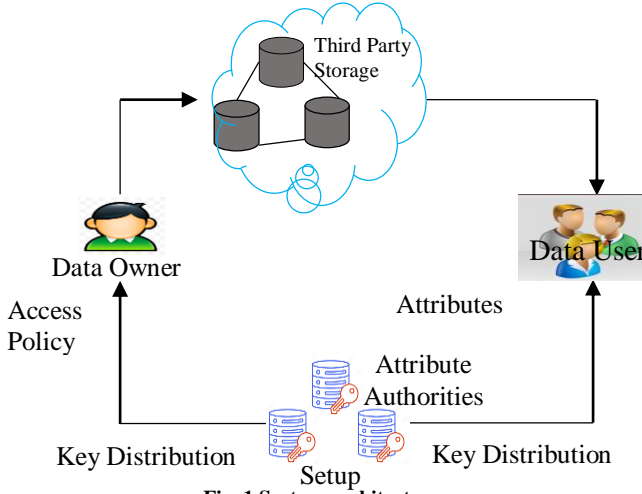 Third Party
Storage
Data Owner
Data User
Access
Policy
Attributes
Attribute
Authorities
Key Distribution
Key Distribution
Setup